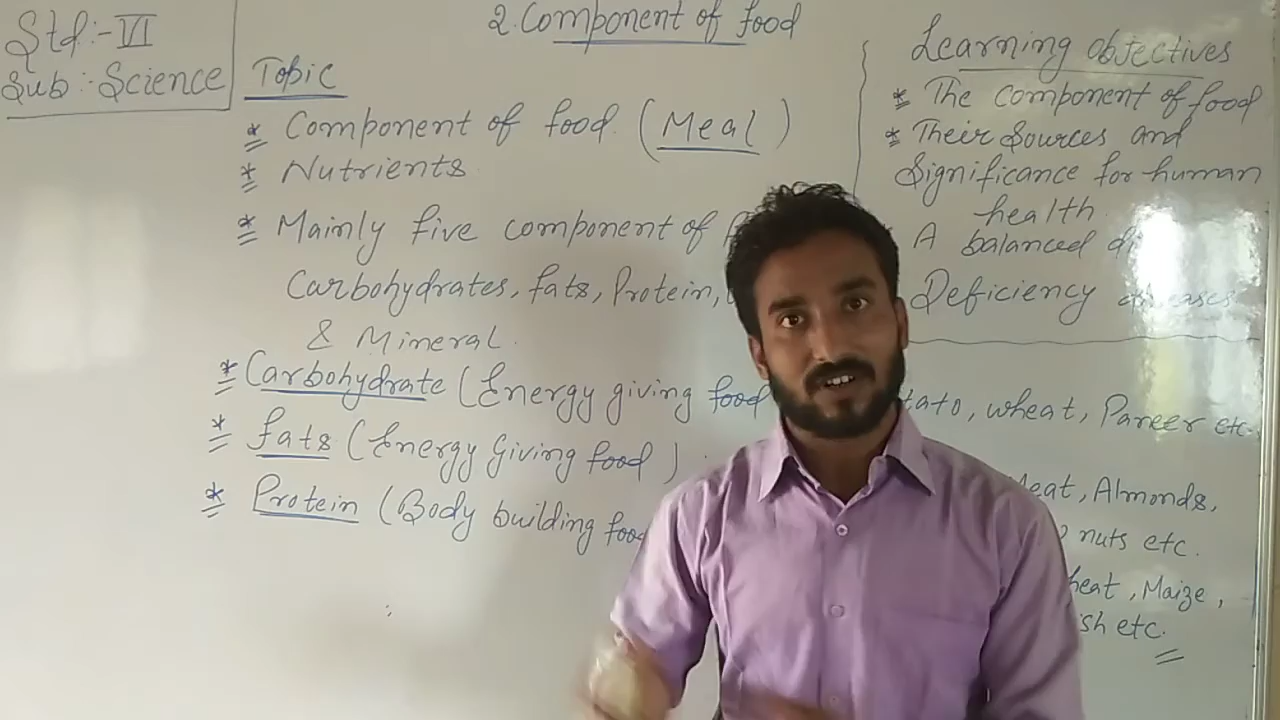 Std:- VI
Sub:- Science
2. Component of food
Topic
* Component of food (Meal)
* Nutrients
* Mainly five component of
Carbohydrates, fats, Protein,
& Mineral.
* Carbohydrate (Energy giving food
* fats (Energy Giving food)
* Protein (Body building food
Learning objectives
* The component of food
* Their Sources and
Significance for human
health.
A balanced
Deficiency diseases
wheat, Paneer etc.
Meat, Almonds,
nuts etc.
Maize,
etc.